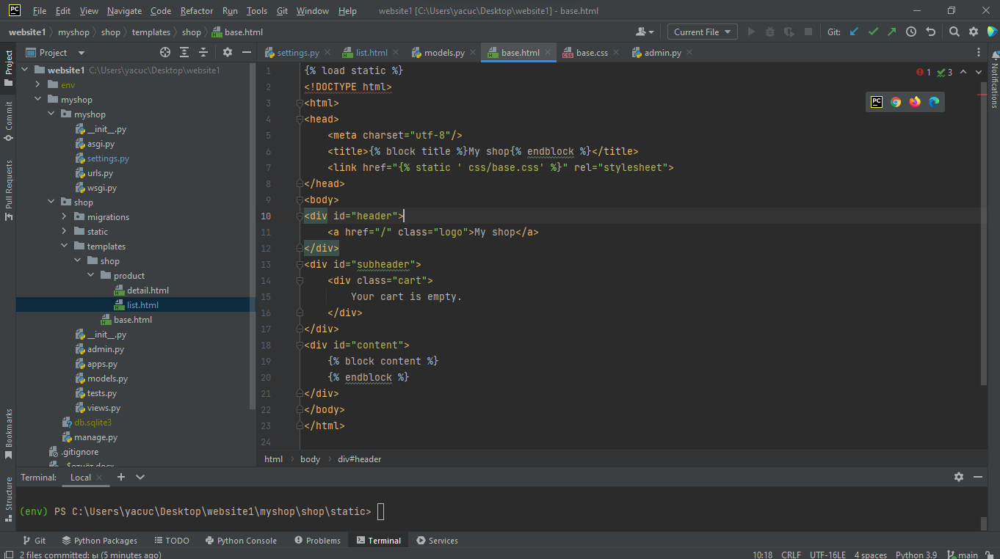 PC File Edit View Navigate Code Refactor Run Tools Git Window Help website1 [C:\Users\yacuc\Desktop\website1] - base.html
website1 myshop shop templates shop base.html Current File Git:
Project settings.py list.html models.py base.html base.css admin.py
website1 C:\Users\yacuc\Desktop\website1
env
myshop
myshop
__init__.py
asgi.py
settings.py
urls.py
wsgi.py
shop
migrations
static
templates
shop
product
detail.html
list.html
base.html
__init__.py
admin.py
apps.py
models.py
tests.py
views.py
db.sqlite3
manage.py
.gitignore
Project
Commit
Pull Requests
Bookmarks
Structure
1 {% load static %}
2 <!DOCTYPE html>
3 <html>
4 <head>
5 <meta charset="utf-8"/>
6 <title>{% block title %}My shop{% endblock %}</title>
7 <link href="{% static ' css/base.css' %}" rel="stylesheet">
8 </head>
9 <body>
10 <div id="header">
11 <a href="/" class="logo">My shop</a>
12 </div>
13 <div id="subheader">
14 <div class="cart">
15 Your cart is empty.
16 </div>
17 </div>
18 <div id="content">
19 {% block content %}
20 {% endblock %}
21 </div>
22 </body>
23 </html>
24
1 3
PC
Notifications
html body div#header
Terminal: Local
(env) PS C:\Users\yacuc\Desktop\website1\myshop\shop\static>
Git Python Packages TODO Python Console Problems Terminal Services
2 files committed: ы (5 minutes ago) 10:18 CRLF UTF-16LE 4 spaces Python 3.9 main